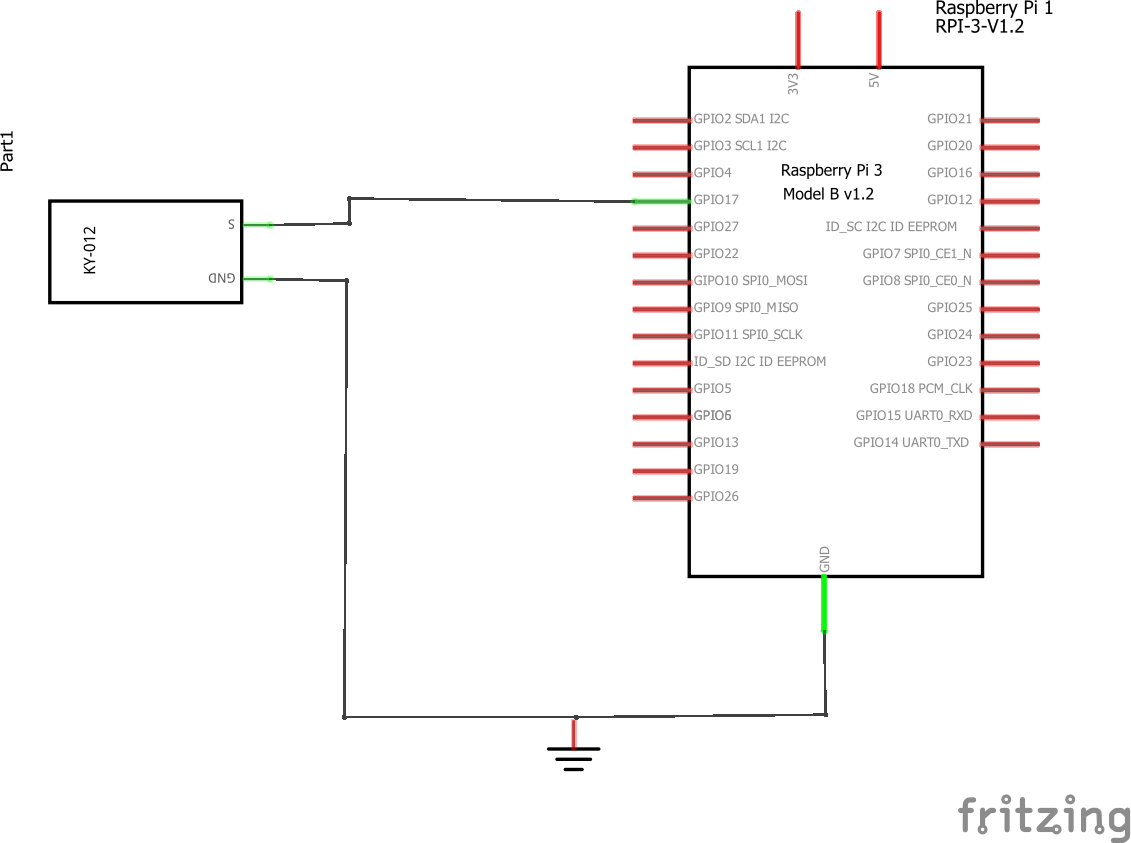 Raspberry Pi 1
RPI-3-V1.2
3V3
5V
Part1
KY-012
S
GND
Raspberry Pi 3
Model B v1.2
GPIO2 SDA1 I2C
GPIO3 SCL1 I2C
GPIO4
GPIO17
GPIO27
GPIO22
GIPO10 SPI0_MOSI
GPIO9 SPI0_MISO
GPIO11 SPI0_SCLK
ID_SD I2C ID EEPROM
GPIO5
GPIO6
GPIO13
GPIO19
GPIO26
GPIO21
GPIO20
GPIO16
GPIO12
ID_SC I2C ID EEPROM
GPIO7 SPI0_CE1_N
GPIO8 SPI0_CE0_N
GPIO25
GPIO24
GPIO23
GPIO18 PCM_CLK
GPIO15 UART0_RXD
GPIO14 UART0_TXD
GND
fritzing